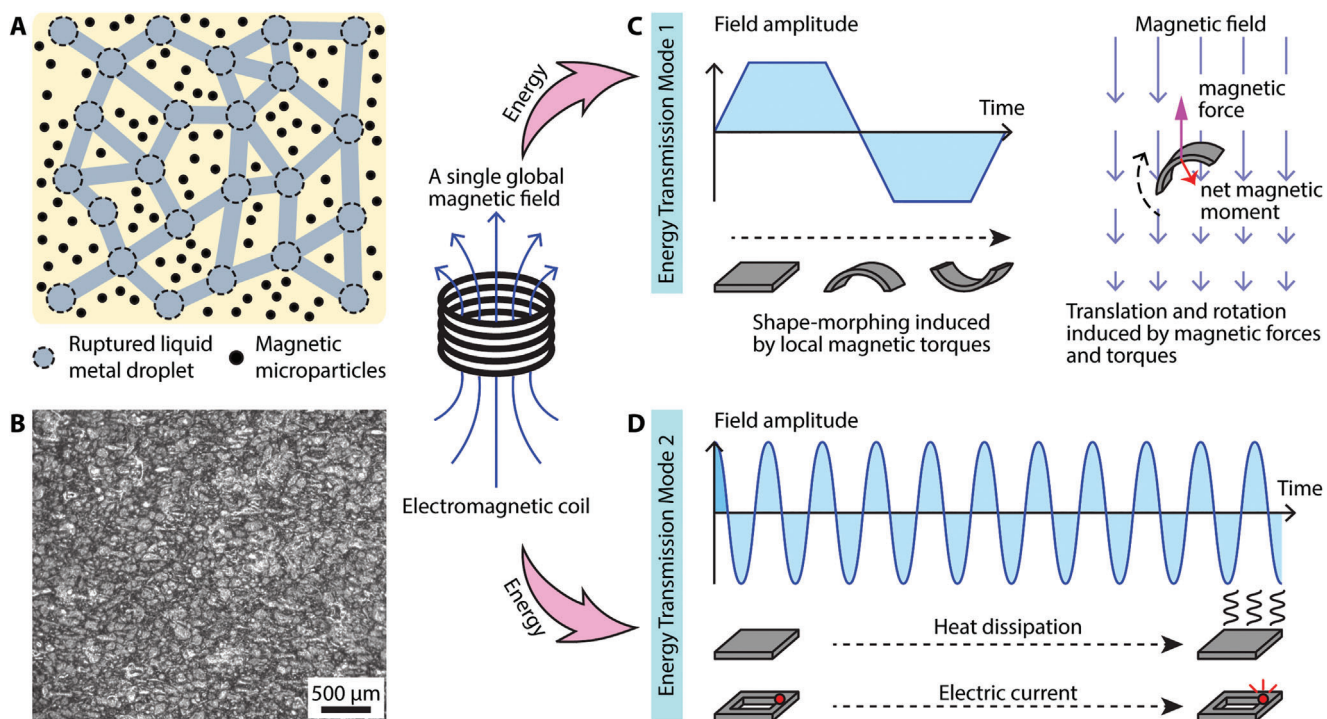 A
Ruptured liquid
metal droplet
Magnetic
microparticles
B
500 µm
Energy
A single global
magnetic field
Electromagnetic coil
Energy
C
Energy Transmission Mode 1
Field amplitude
Time
Shape-morphing induced
by local magnetic torques
Magnetic field
magnetic
force
net magnetic
moment
Translation and rotation
induced by magnetic forces
and torques
D
Energy Transmission Mode 2
Field amplitude
Time
Heat dissipation
Electric current